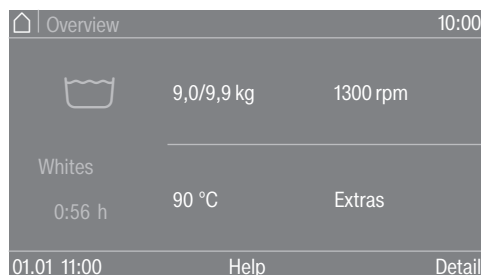 Overview 10:00
9,0/9,9 kg 1300 rpm
Whites
0:56 h
90 °C Extras
01.01 11:00 Help Detail